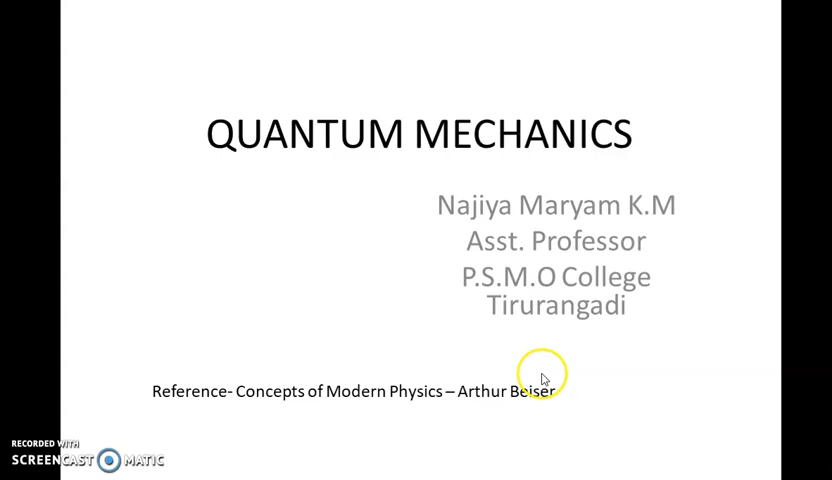 QUANTUM MECHANICS
Najiya Maryam K.M
Asst. Professor
P.S.M.O College
Tirurangadi
Reference- Concepts of Modern Physics – Arthur Beiser
RECORDED WITH
SCREENCAST MATIC